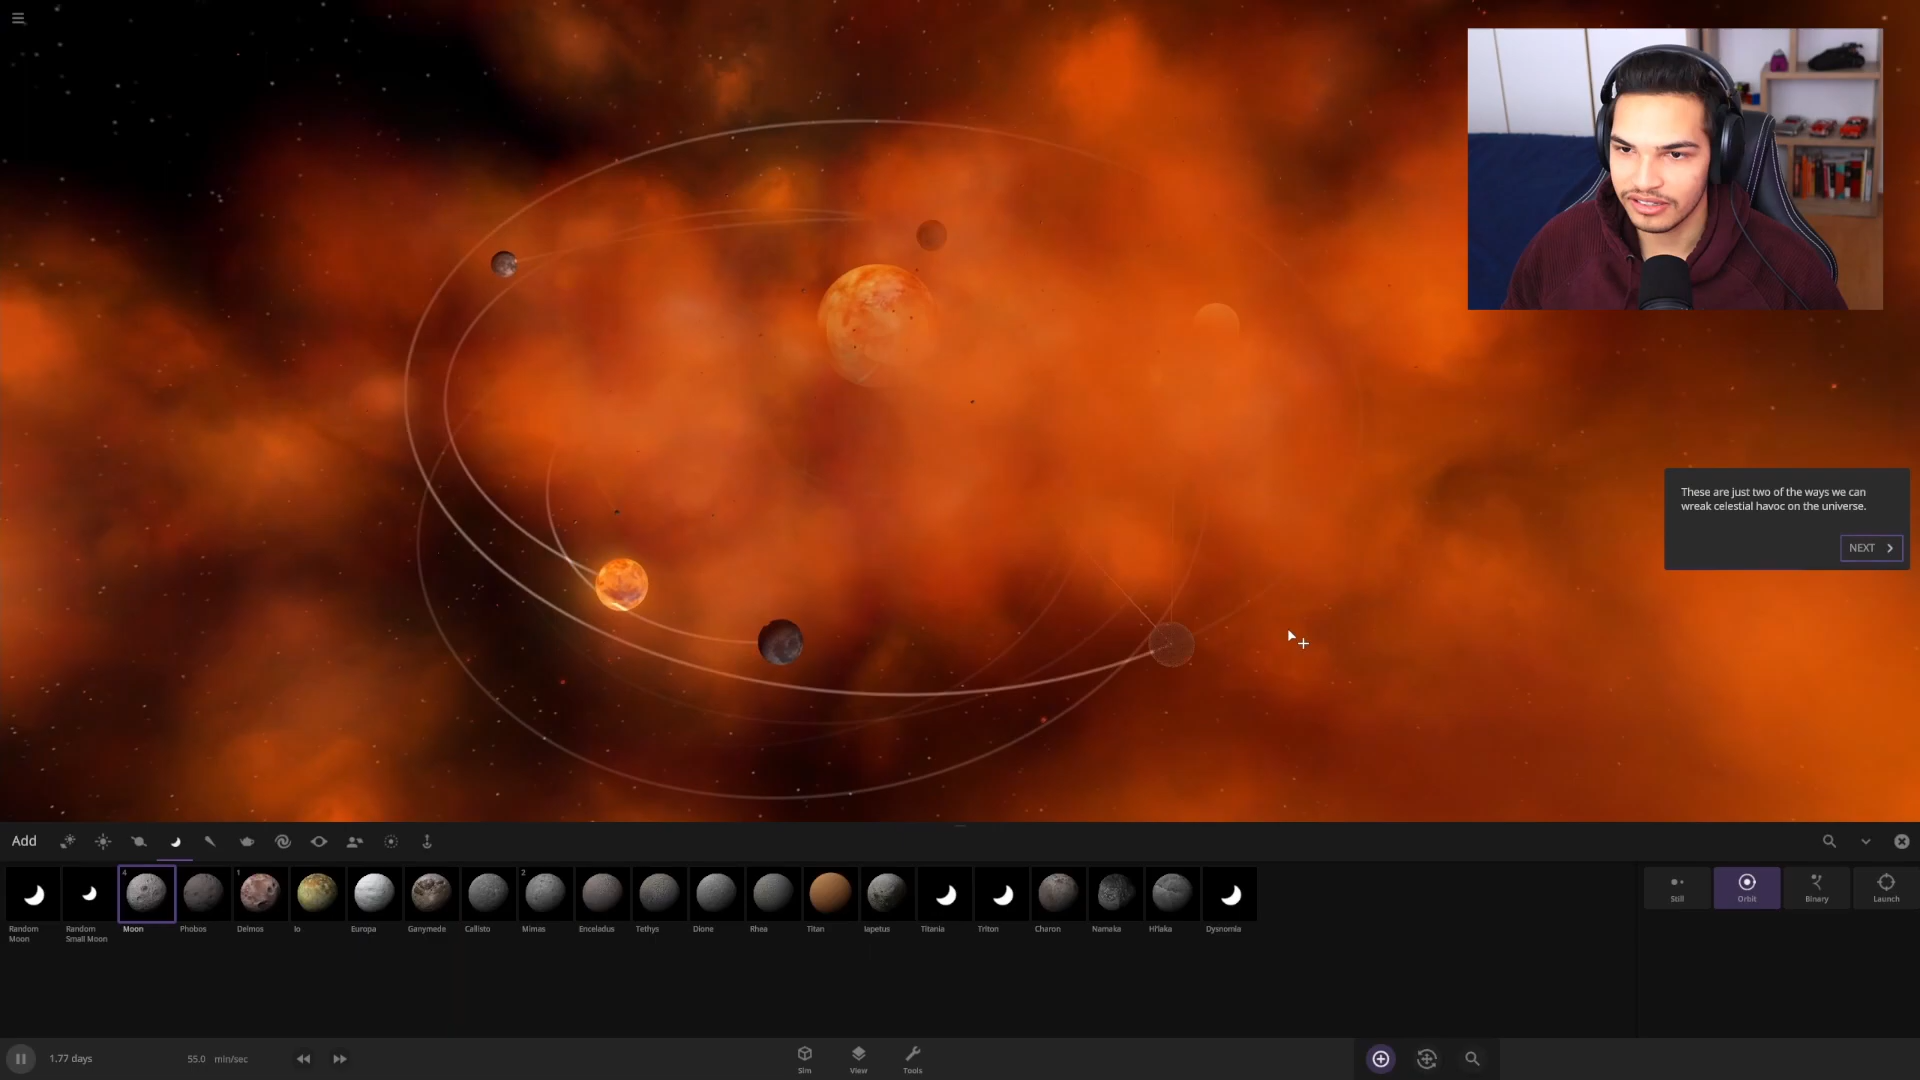 These are just two of the ways we can
wreak celestial havoc on the universe.
NEXT
Add
4
1
2
Random
Moon
Random
Small Moon
Moon
Phobos
Deimos
Io
Europa
Ganymede
Callisto
Mimas
Enceladus
Tethys
Dione
Rhea
Titan
Iapetus
Titania
Triton
Charon
Namaka
Hi'iaka
Dysnomia
Still
Orbit
Binary
Launch
1.77 days
55.0 min/sec
Sim
View
Tools